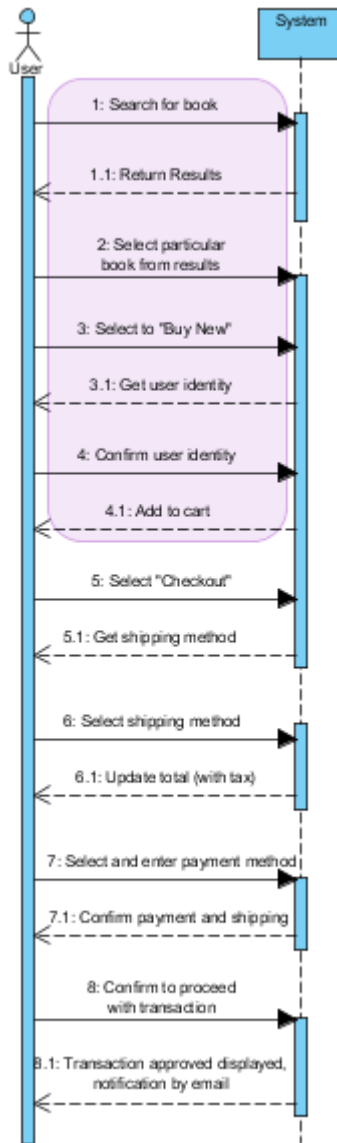 System
User
1: Search for book
1.1: Return Results
2: Select particular
book from results
3: Select to "Buy New"
3.1: Get user identity
4: Confirm user identity
4.1: Add to cart
5: Select "Checkout"
5.1: Get shipping method
6: Select shipping method
6.1: Update total (with tax)
7: Select and enter payment method
7.1: Confirm payment and shipping
8: Confirm to proceed
with transaction
8.1: Transaction approved displayed,
notification by email